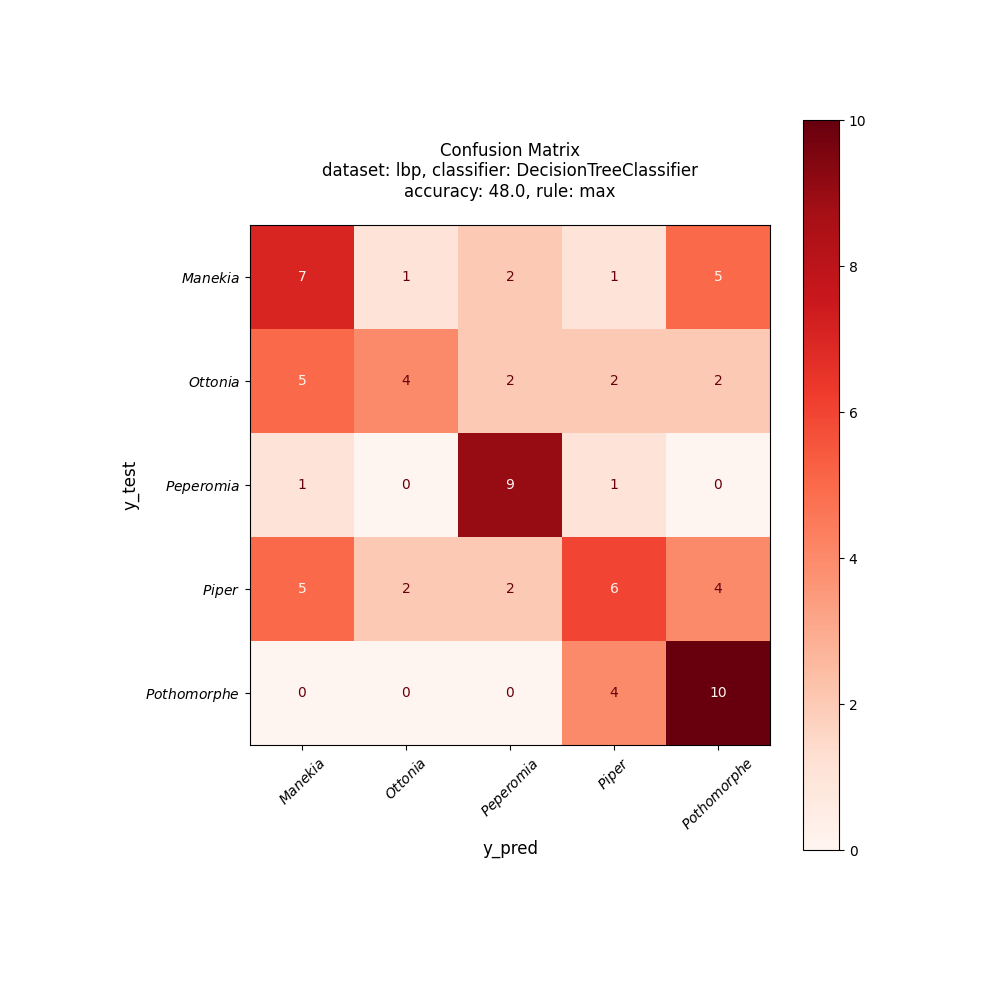 Confusion Matrix
dataset: lbp, classifier: DecisionTreeClassifier
accuracy: 48.0, rule: max
Manekia 7 1 2 1 5
Ottonia 5 4 2 2 2
Peperomia 1 0 9 1 0
Piper 5 2 2 6 4
Pothomorphe 0 0 0 4 10
Manekia Ottonia Peperomia Piper Pothomorphe
y_pred
y_test
10
8
6
4
2
0